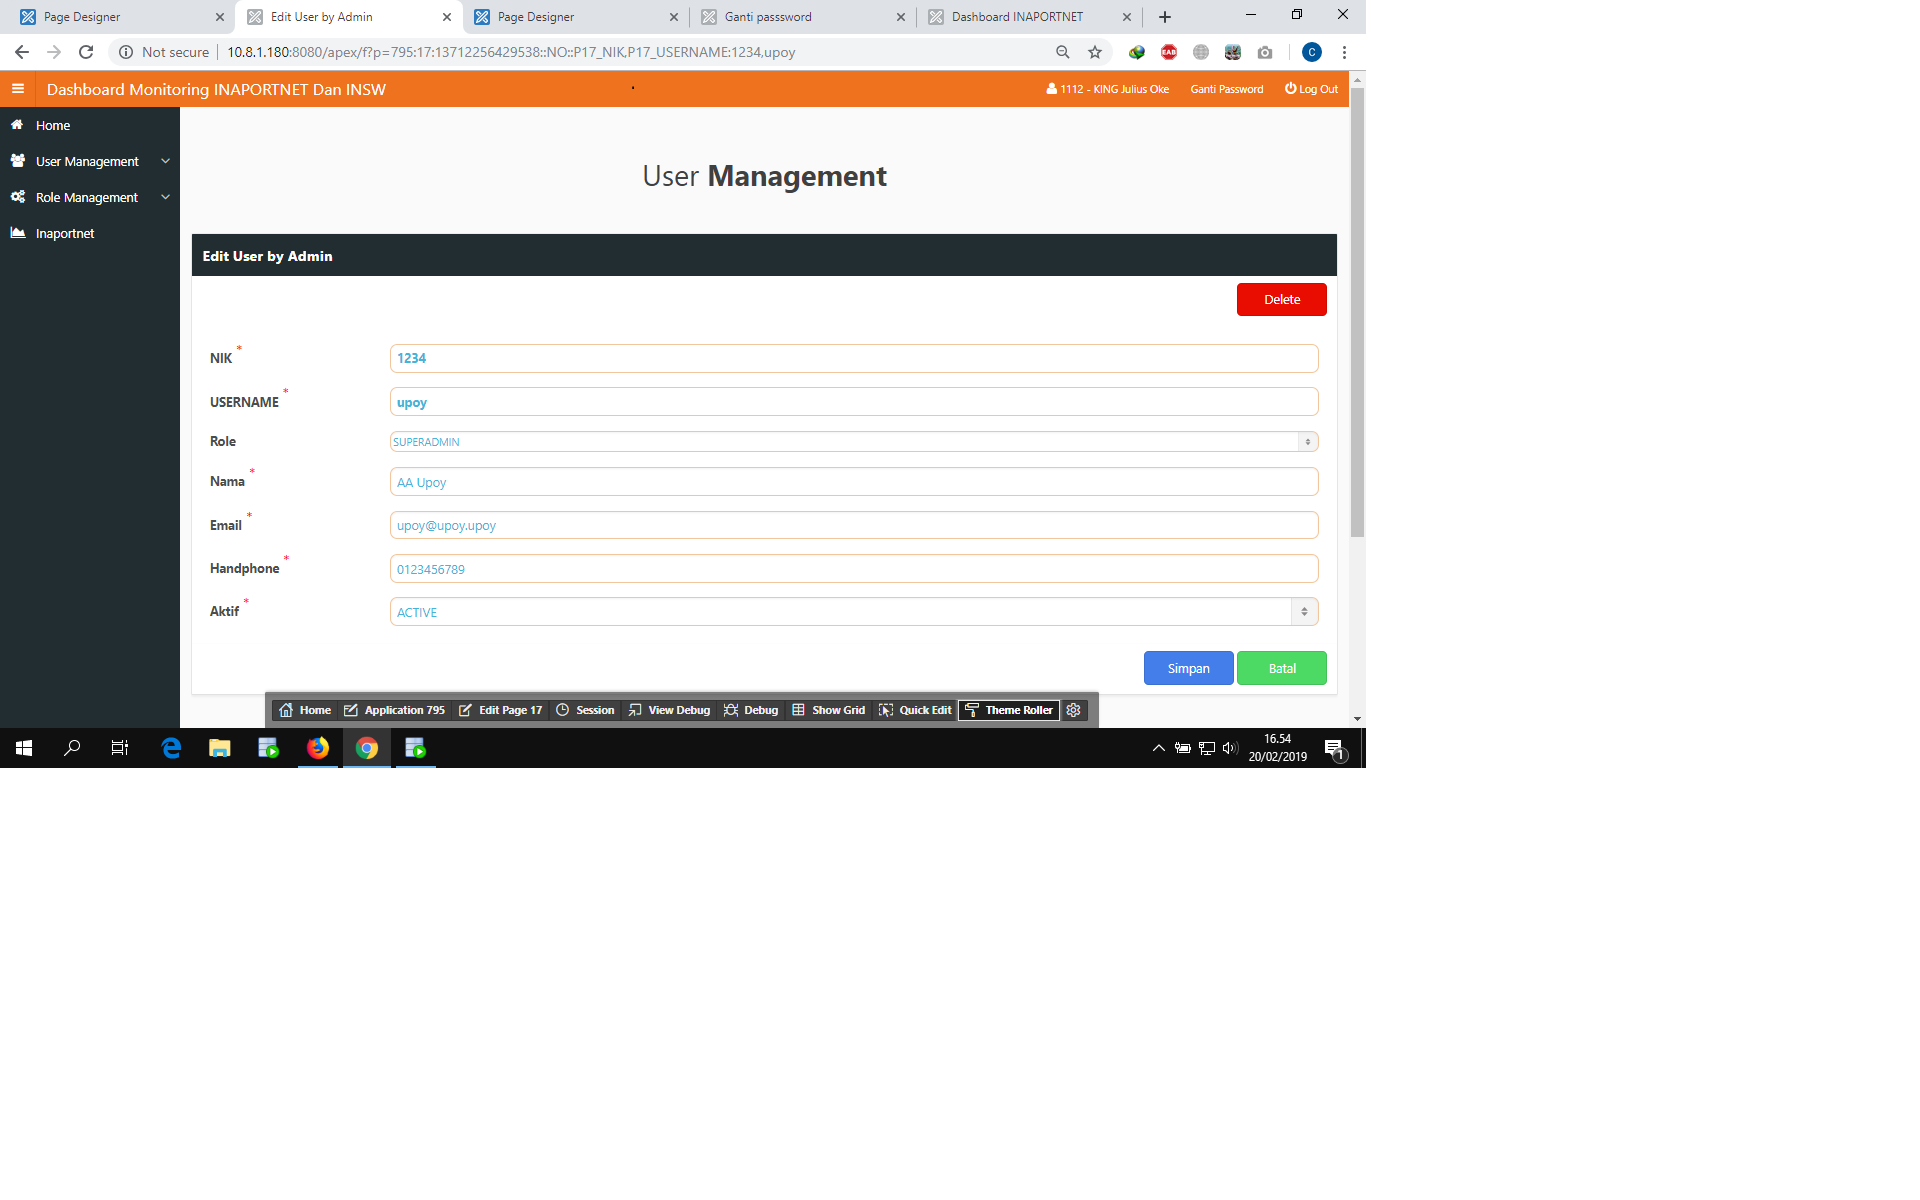 Page Designer
Edit User by Admin
Page Designer
Ganti passsword
Dashboard INAPORTNET
Not secure
10.8.1.180:8080/apex/f?p=795:17:13712256429538::NO::P17_NIK,P17_USERNAME:1234,upoy
EAB
C
Dashboard Monitoring INAPORTNET Dan INSW
1112 - KING Julius Oke
Ganti Password
Log Out
Home
User Management
Role Management
Inaportnet
User Management
Edit User by Admin
Delete
NIK *
1234
USERNAME *
upoy
Role
SUPERADMIN
Nama *
AA Upoy
Email *
upoy@upoy.upoy
Handphone *
0123456789
Aktif *
ACTIVE
Simpan
Batal
Home
Application 795
Edit Page 17
Session
View Debug
Debug
Show Grid
Quick Edit
Theme Roller
16.54
20/02/2019
1